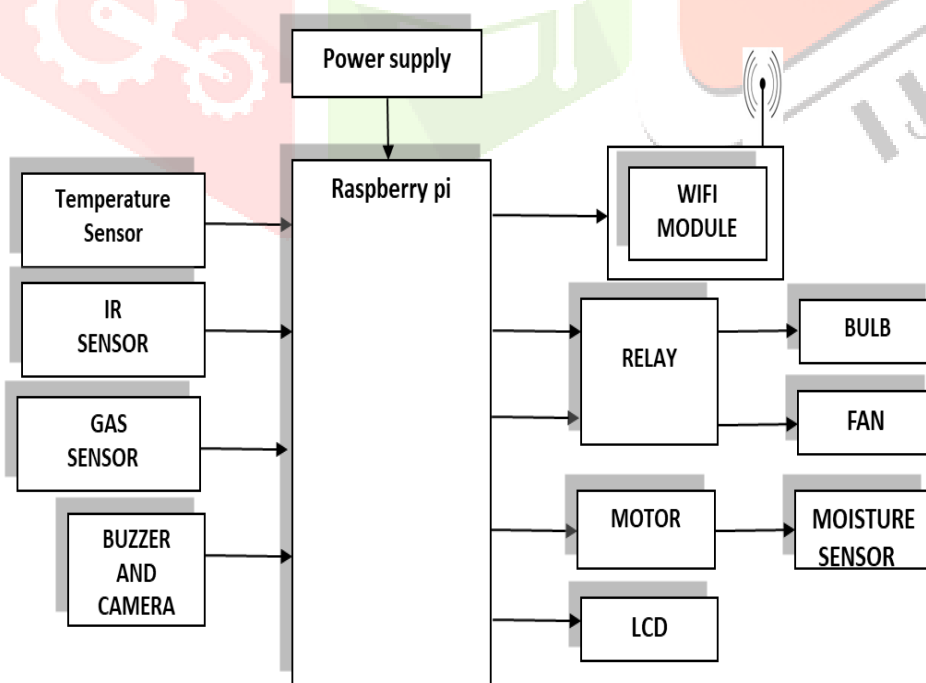 Power supply
Raspberry pi
Temperature
Sensor
IR
SENSOR
GAS
SENSOR
BUZZER
AND
CAMERA
WIFI
MODULE
RELAY
BULB
FAN
MOTOR
MOISTURE
SENSOR
LCD